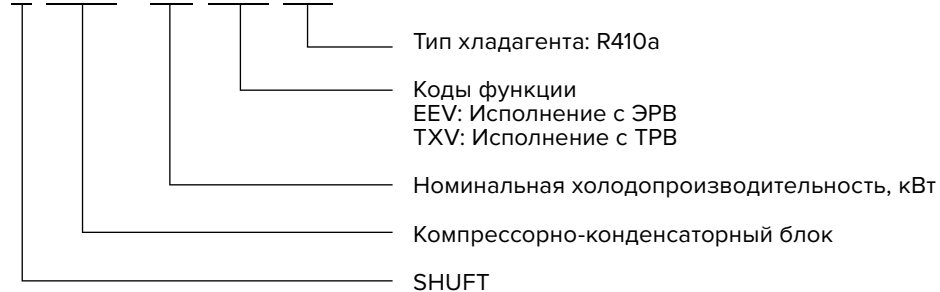 Тип хладагента: R410a
Коды функции
EEV: Исполнение с ЭРВ
TXV: Исполнение с ТРВ
Номинальная холодопроизводительность, кВт
Компрессорно-конденсаторный блок
SHUFT